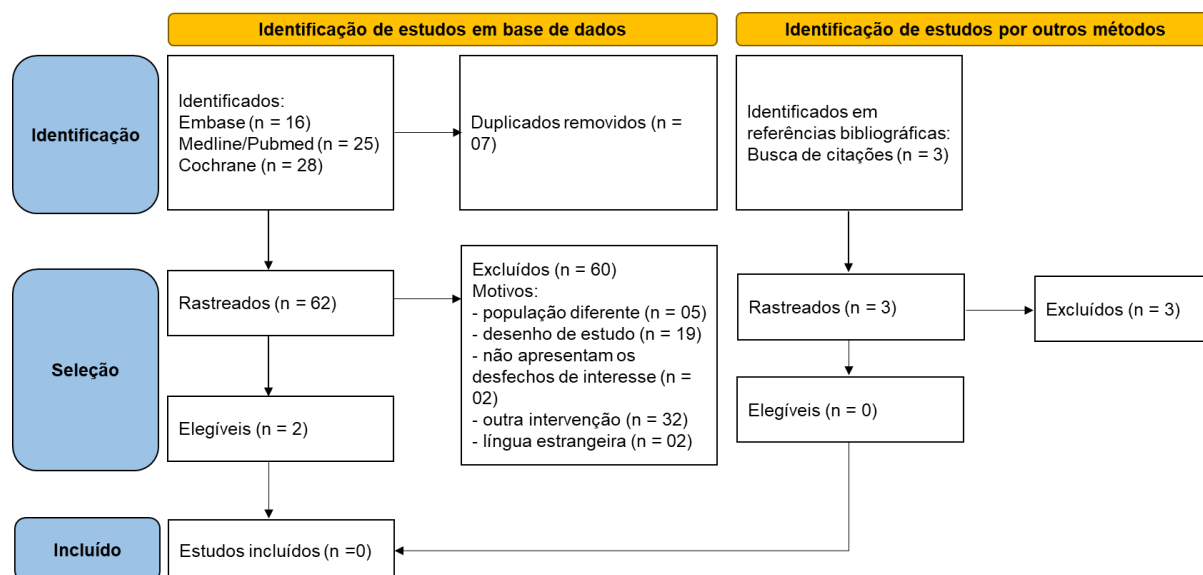 Identificação de estudos em base de dados
Identificação de estudos por outros métodos
Identificação
Identificados:
Embase (n = 16)
Medline/Pubmed (n = 25)
Cochrane (n = 28)
Duplicados removidos (n =
07)
Identificados em
referências bibliográficas:
Busca de citações (n = 3)
Seleção
Rastreados (n = 62)
Excluídos (n = 60)
Motivos:
- população diferente (n = 05)
- desenho de estudo (n = 19)
- não apresentam os
desfechos de interesse (n =
02)
- outra intervenção (n = 32)
- língua estrangeira (n = 02)
Rastreados (n = 3)
Excluídos (n = 3)
Elegíveis (n = 2)
Elegíveis (n = 0)
Incluído
Estudos incluídos (n =0)